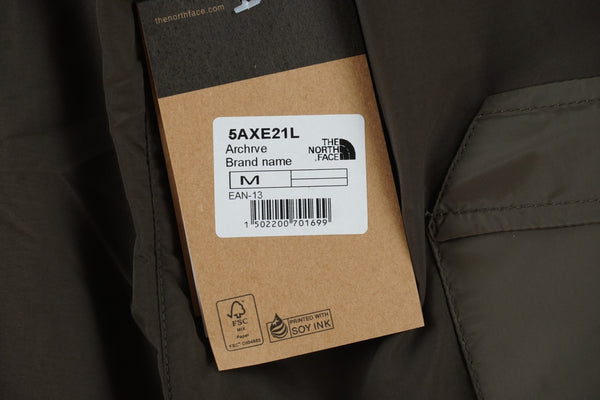 thenorthface.com
5AXE21L
Archrve
Brand name
THE
NORTH
FACE
M
EAN-13
1 502200 701699
FSC
MIX
Paper
PRINTED WITH
SOY INK